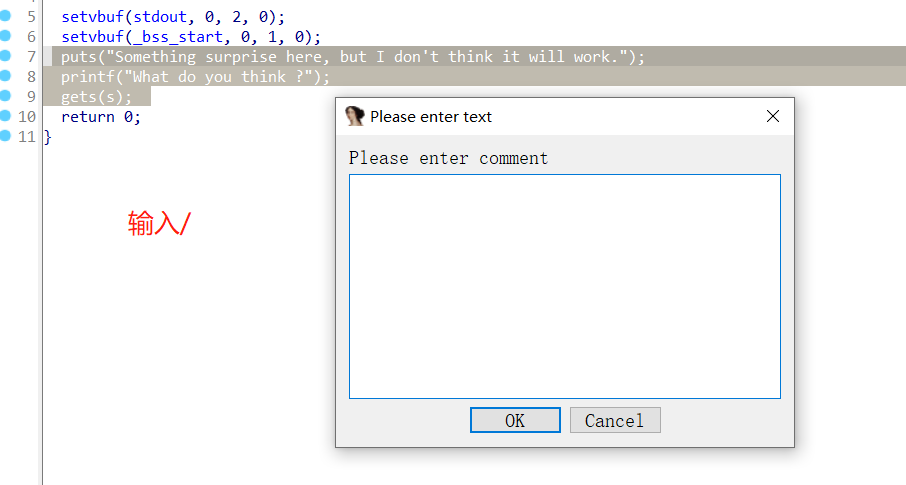 5 setvbuf(stdout, 0, 2, 0);
6 setvbuf(_bss_start, 0, 1, 0);
7 puts("Something surprise here, but I don't think it will work.");
8 printf("What do you think ?");
9 gets(s);
10 return 0;
11 }
Please enter text
Please enter comment
输入/
OK Cancel